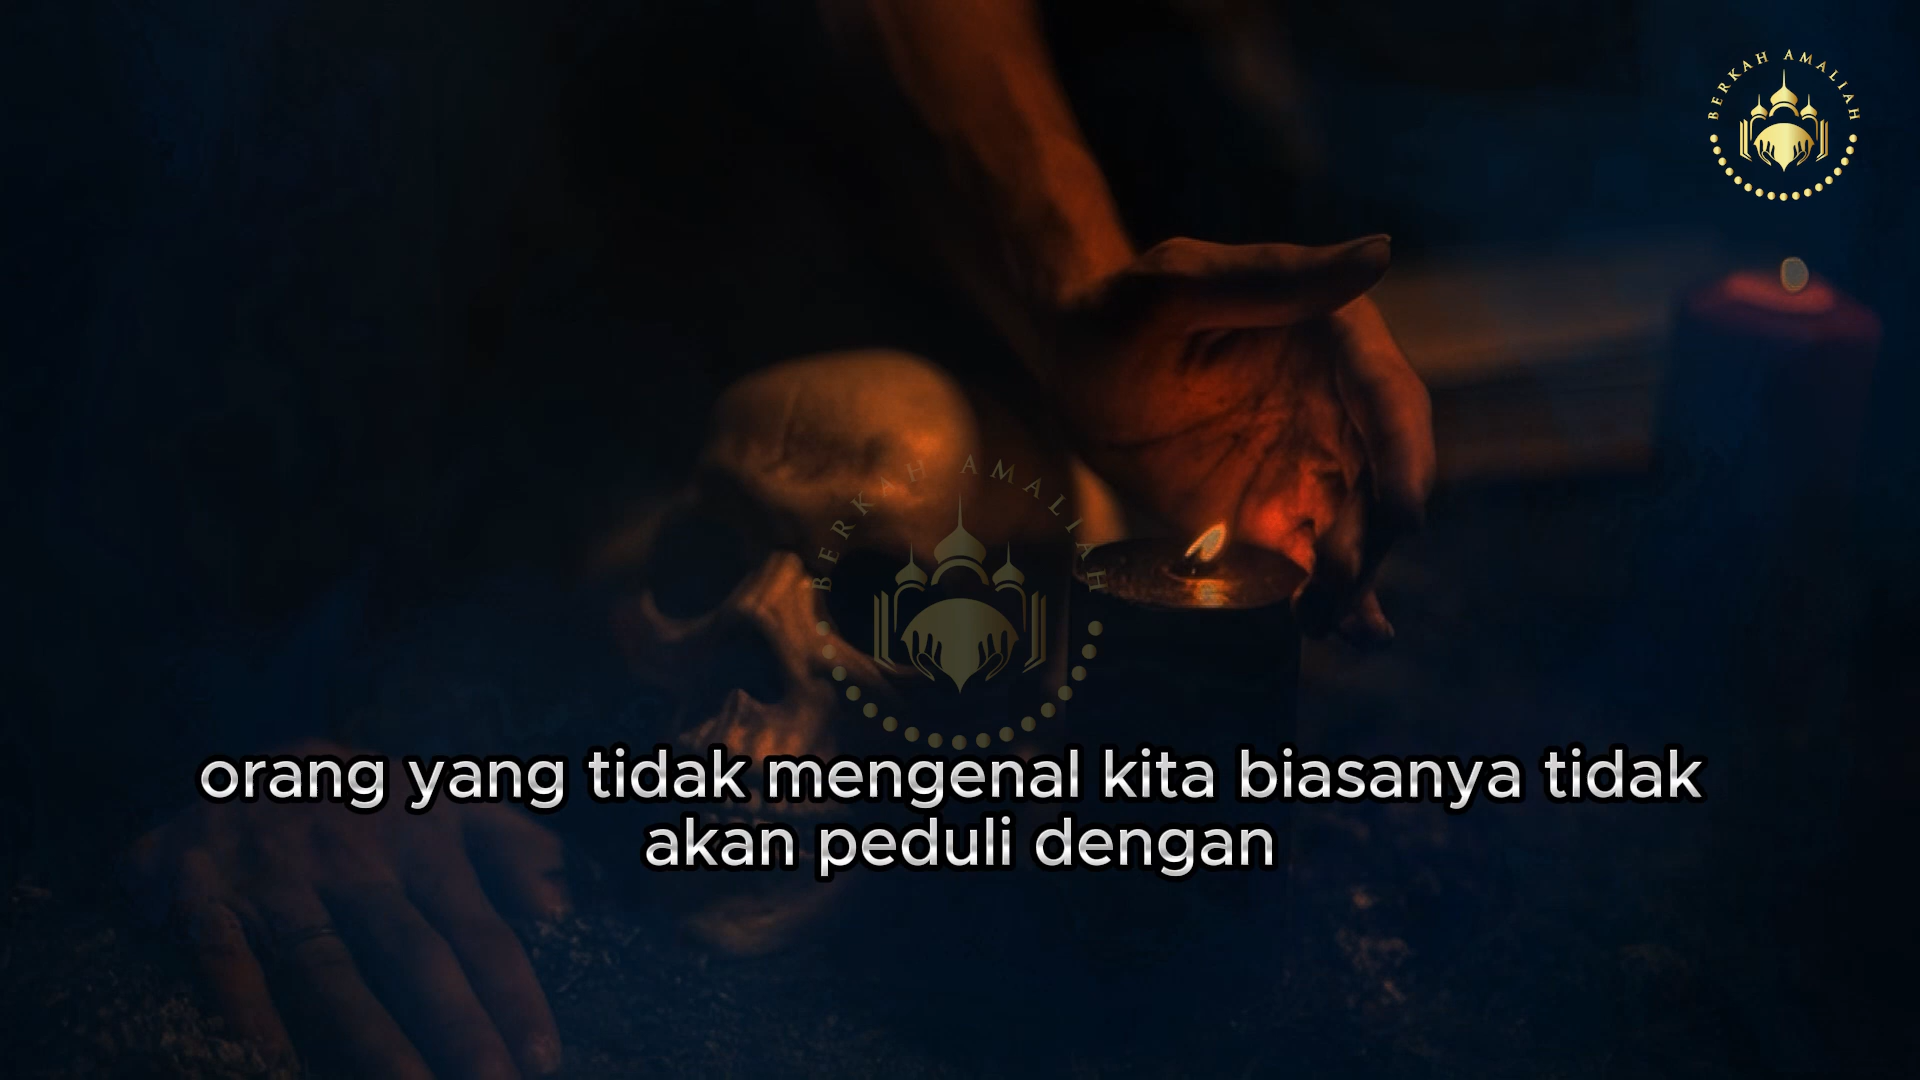 BERKAH AMALIAH
BERKAH AMALIAH
orang yang tidak mengenal kita biasanya tidak
akan peduli dengan